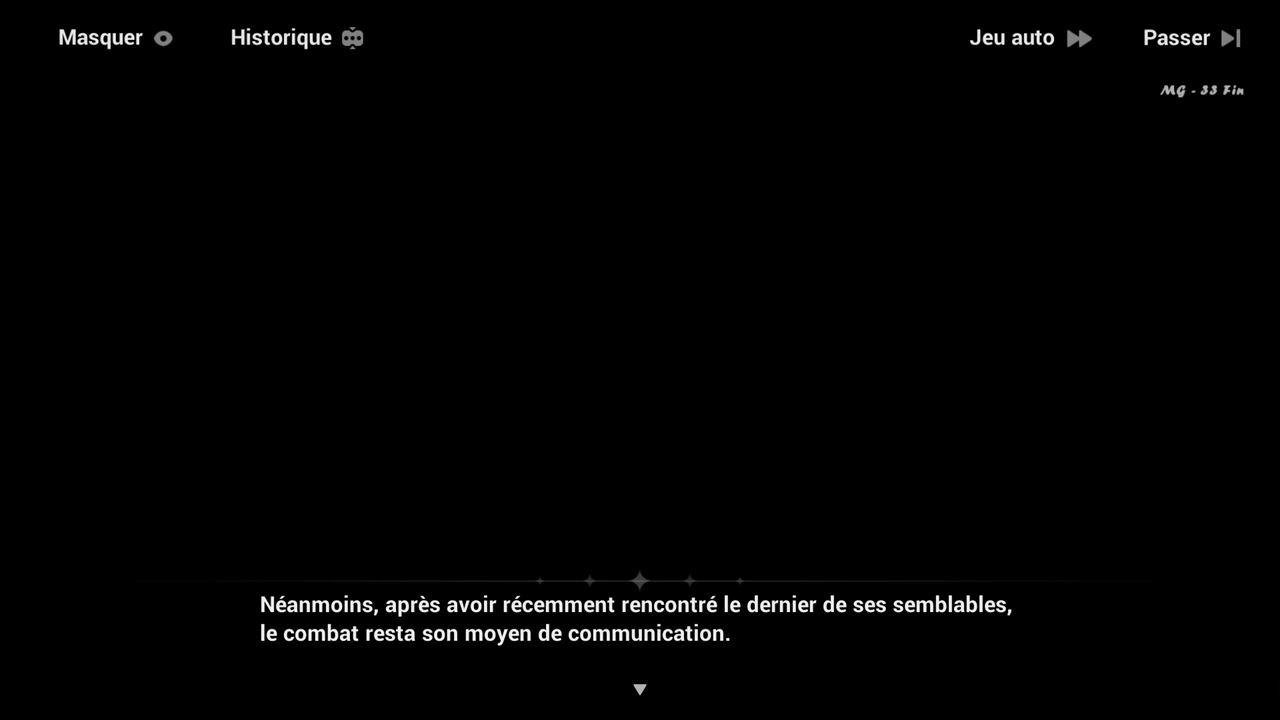 Masquer
Historique
Jeu auto
Passer
MG - 33 Fin
Néanmoins, après avoir récemment rencontré le dernier de ses semblables,
le combat resta son moyen de communication.